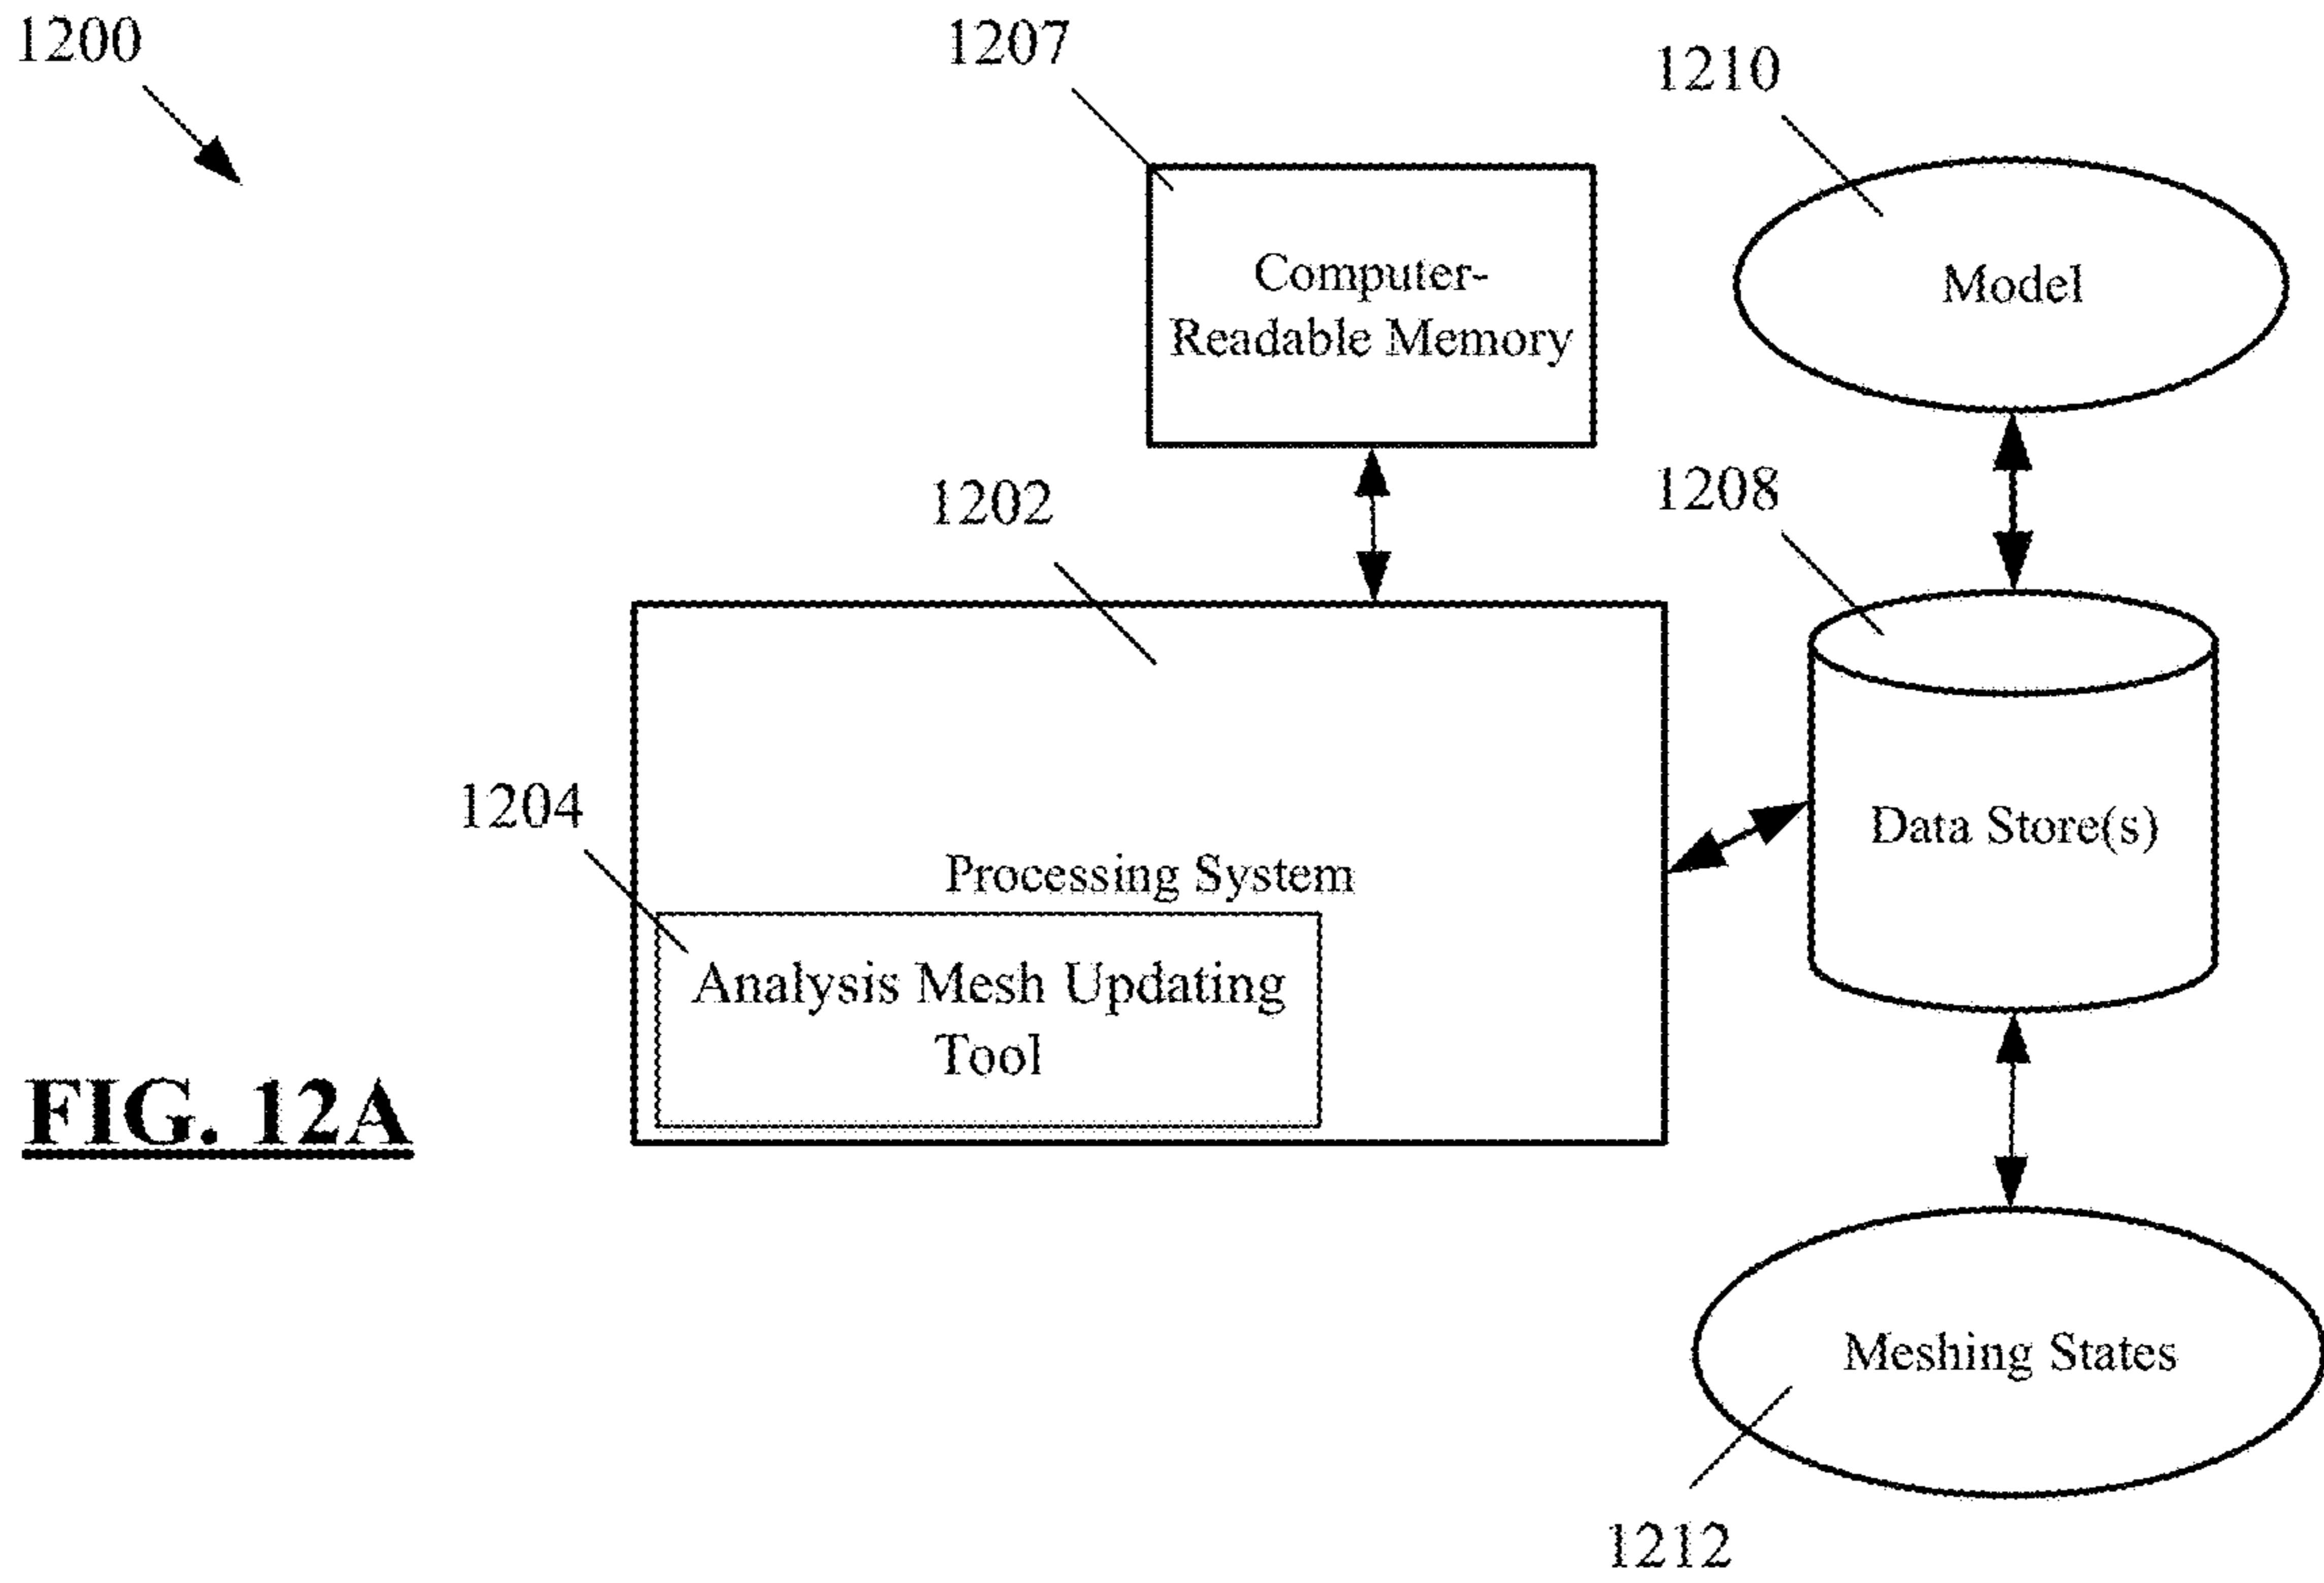 1200
1207
1210
Computer-
Readable Memory
Model
1202
1208
1204
Processing System
Data Store(s)
Analysis Mesh Updating
Tool
FIG. 12A
Meshing States
1212